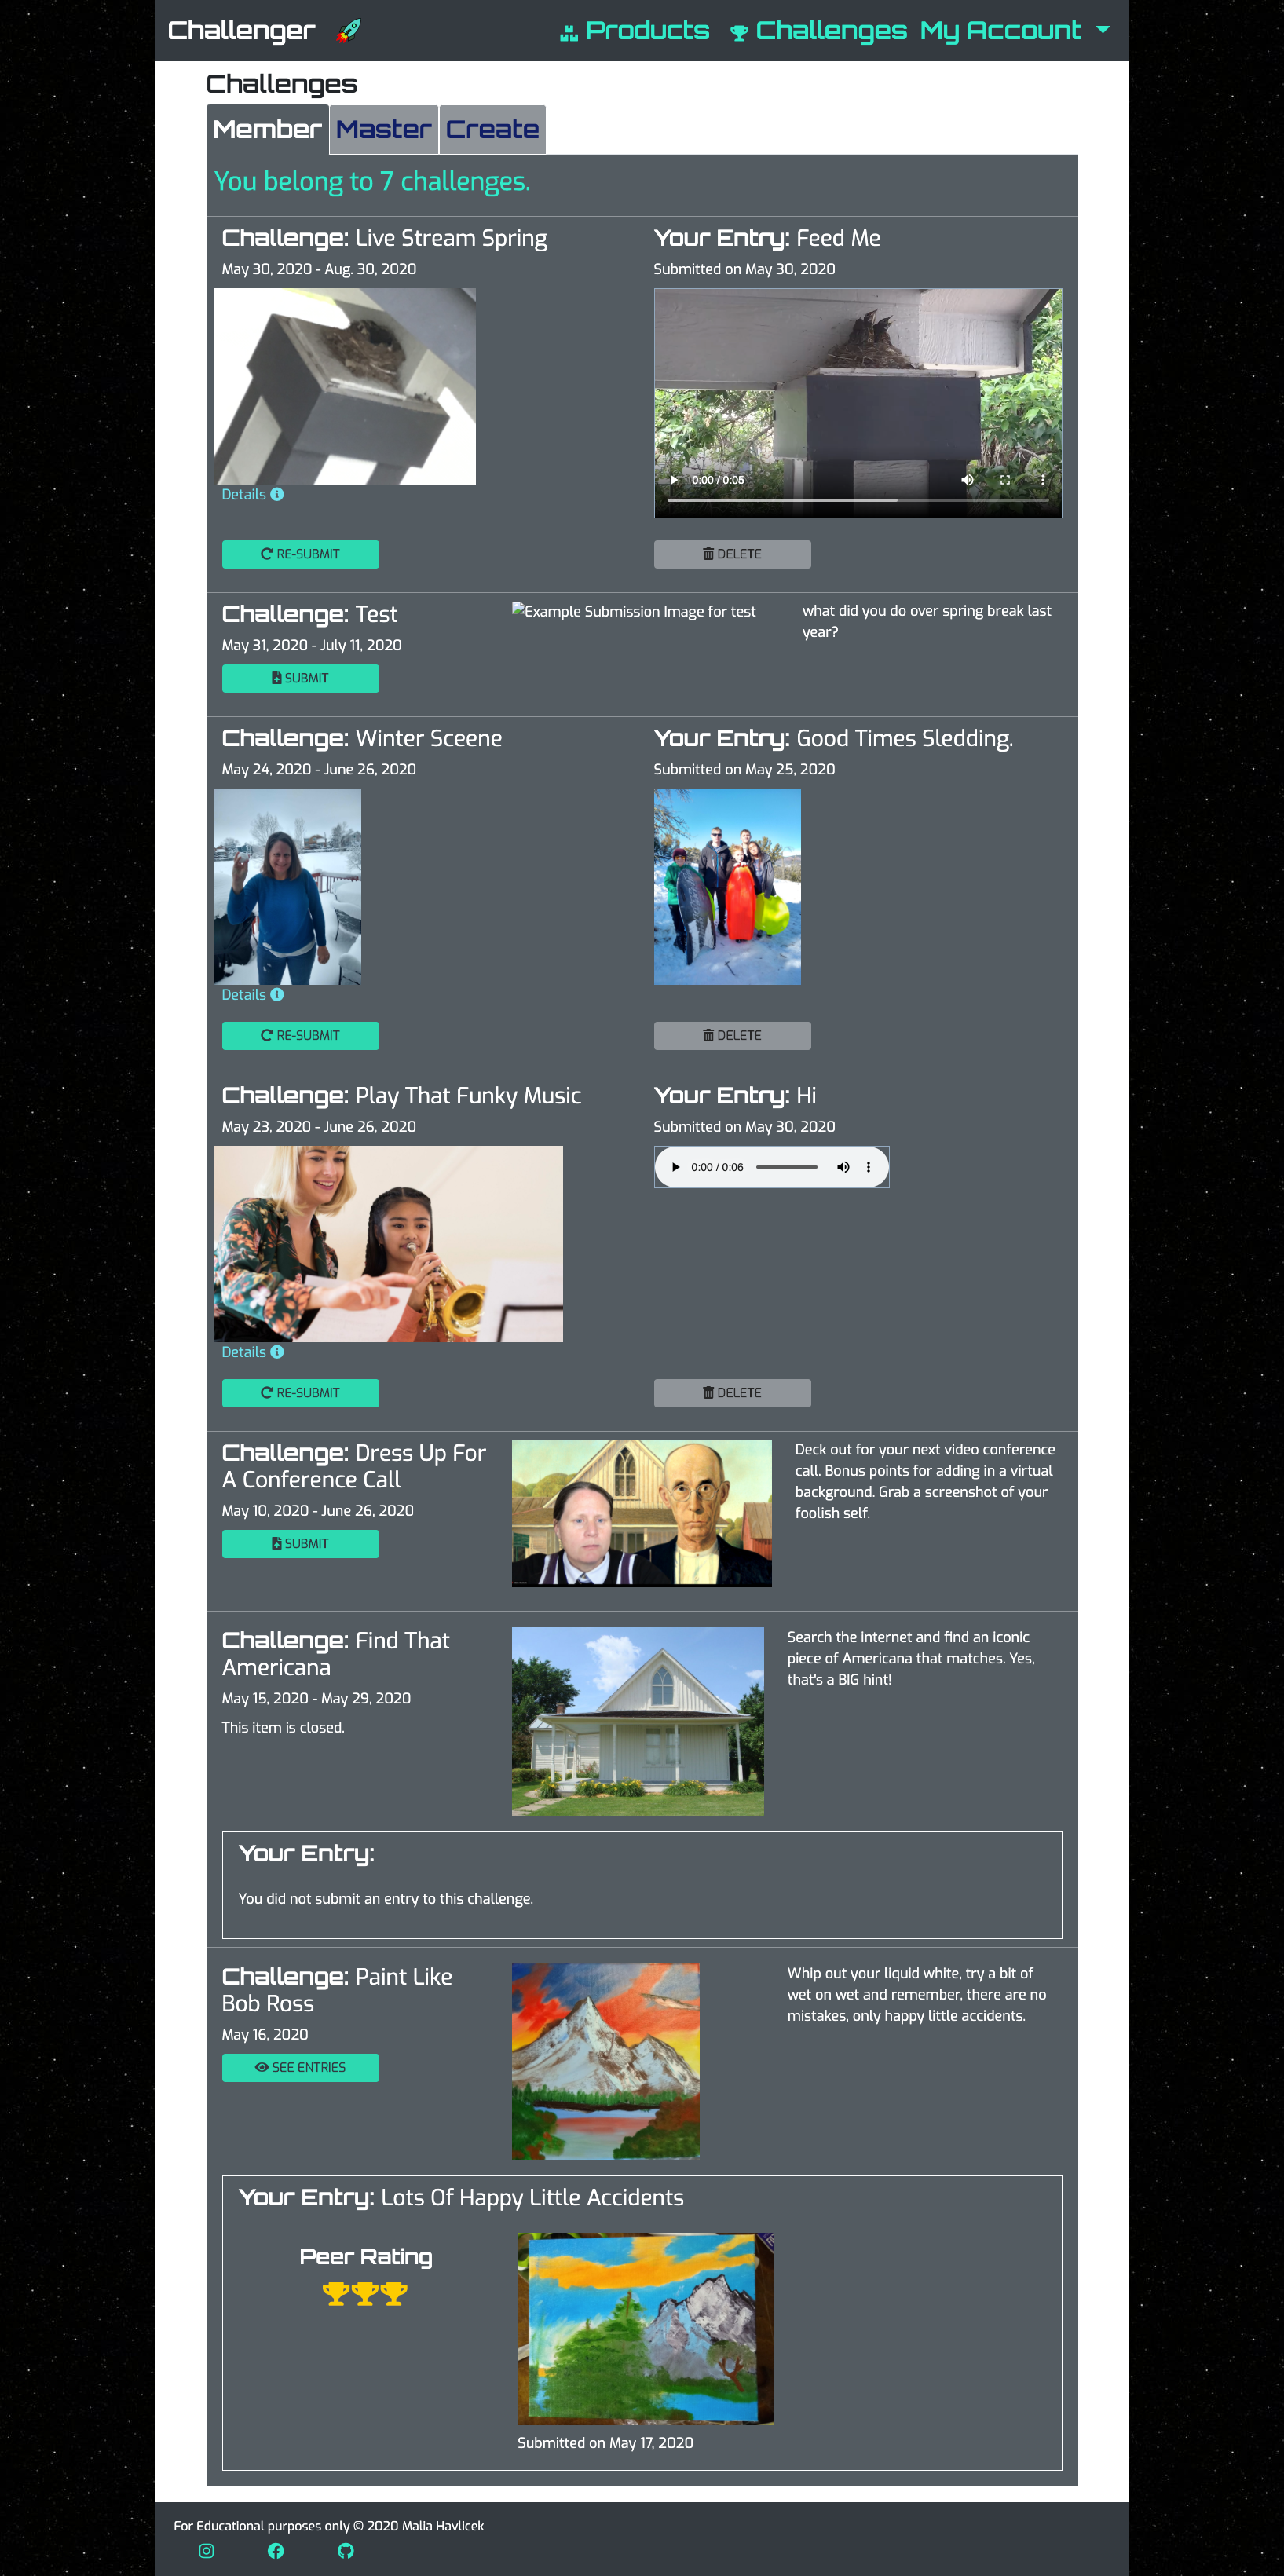 Challenger
Products Challenges My Account
Challenges
Member Master Create
You belong to 7 challenges.
Challenge: Live Stream Spring
May 30, 2020 - Aug. 30, 2020
Details
RE-SUBMIT
Your Entry: Feed Me
Submitted on May 30, 2020
0:00 / 0:05
DELETE
Challenge: Test
May 31, 2020 - July 11, 2020
SUBMIT
Example Submission Image for test
what did you do over spring break last
year?
Challenge: Winter Sceene
May 24, 2020 - June 26, 2020
Details
RE-SUBMIT
Your Entry: Good Times Sledding.
Submitted on May 25, 2020
DELETE
Challenge: Play That Funky Music
May 23, 2020 - June 26, 2020
Details
RE-SUBMIT
Your Entry: Hi
Submitted on May 30, 2020
0:00 / 0:06
DELETE
Challenge: Dress Up For
A Conference Call
May 10, 2020 - June 26, 2020
SUBMIT
Deck out for your next video conference
call. Bonus points for adding in a virtual
background. Grab a screenshot of your
foolish self.
Challenge: Find That
Americana
May 15, 2020 - May 29, 2020
This item is closed.
Search the internet and find an iconic
piece of Americana that matches. Yes,
that's a BIG hint!
Your Entry:
You did not submit an entry to this challenge.
Challenge: Paint Like
Bob Ross
May 16, 2020
SEE ENTRIES
Whip out your liquid white, try a bit of
wet on wet and remember, there are no
mistakes, only happy little accidents.
Your Entry: Lots Of Happy Little Accidents
Peer Rating
Submitted on May 17, 2020
For Educational purposes only © 2020 Malia Havlicek